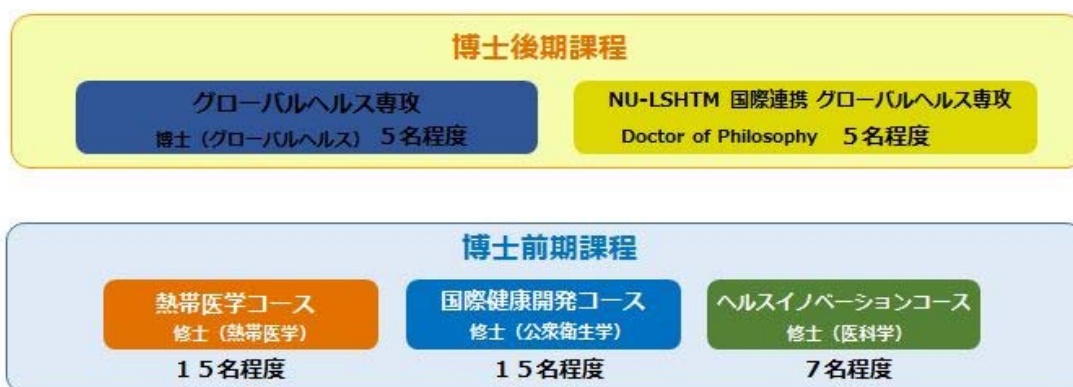 博士後期課程
グローバルヘルス専攻
博士（グローバルヘルス） 5名程度
NU-LSHTM 国際連携 グローバルヘルス専攻
Doctor of Philosophy 5名程度
博士前期課程
熱帯医学コース
修士（熱帯医学）
１５名程度
国際健康開発コース
修士（公衆衛生学）
１５名程度
ヘルスイノベーションコース
修士（医科学）
７名程度